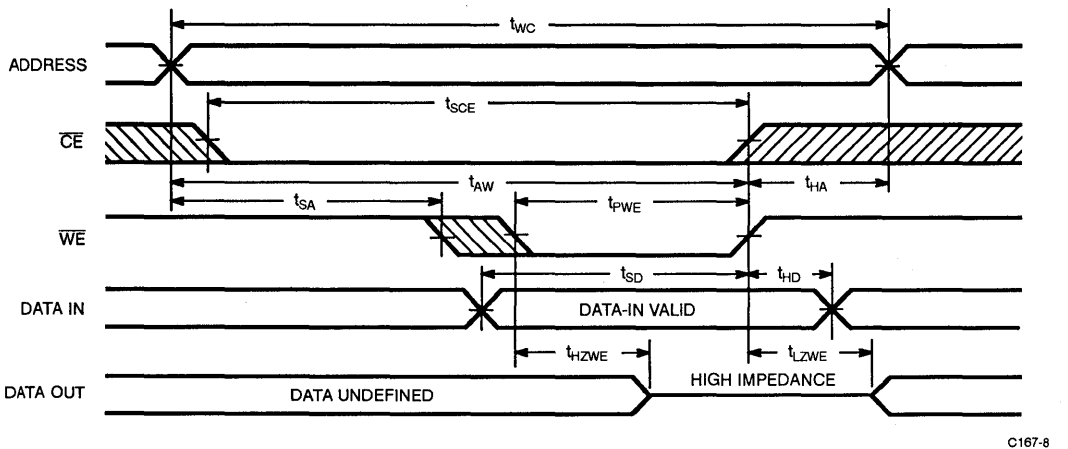 tWC
ADDRESS
tSCE
CE
tAW
tHA
tSA
tPWE
WE
tSD
tHD
DATA IN
DATA-IN VALID
tHZWE
tLZWE
HIGH IMPEDANCE
DATA OUT
DATA UNDEFINED
C167-8